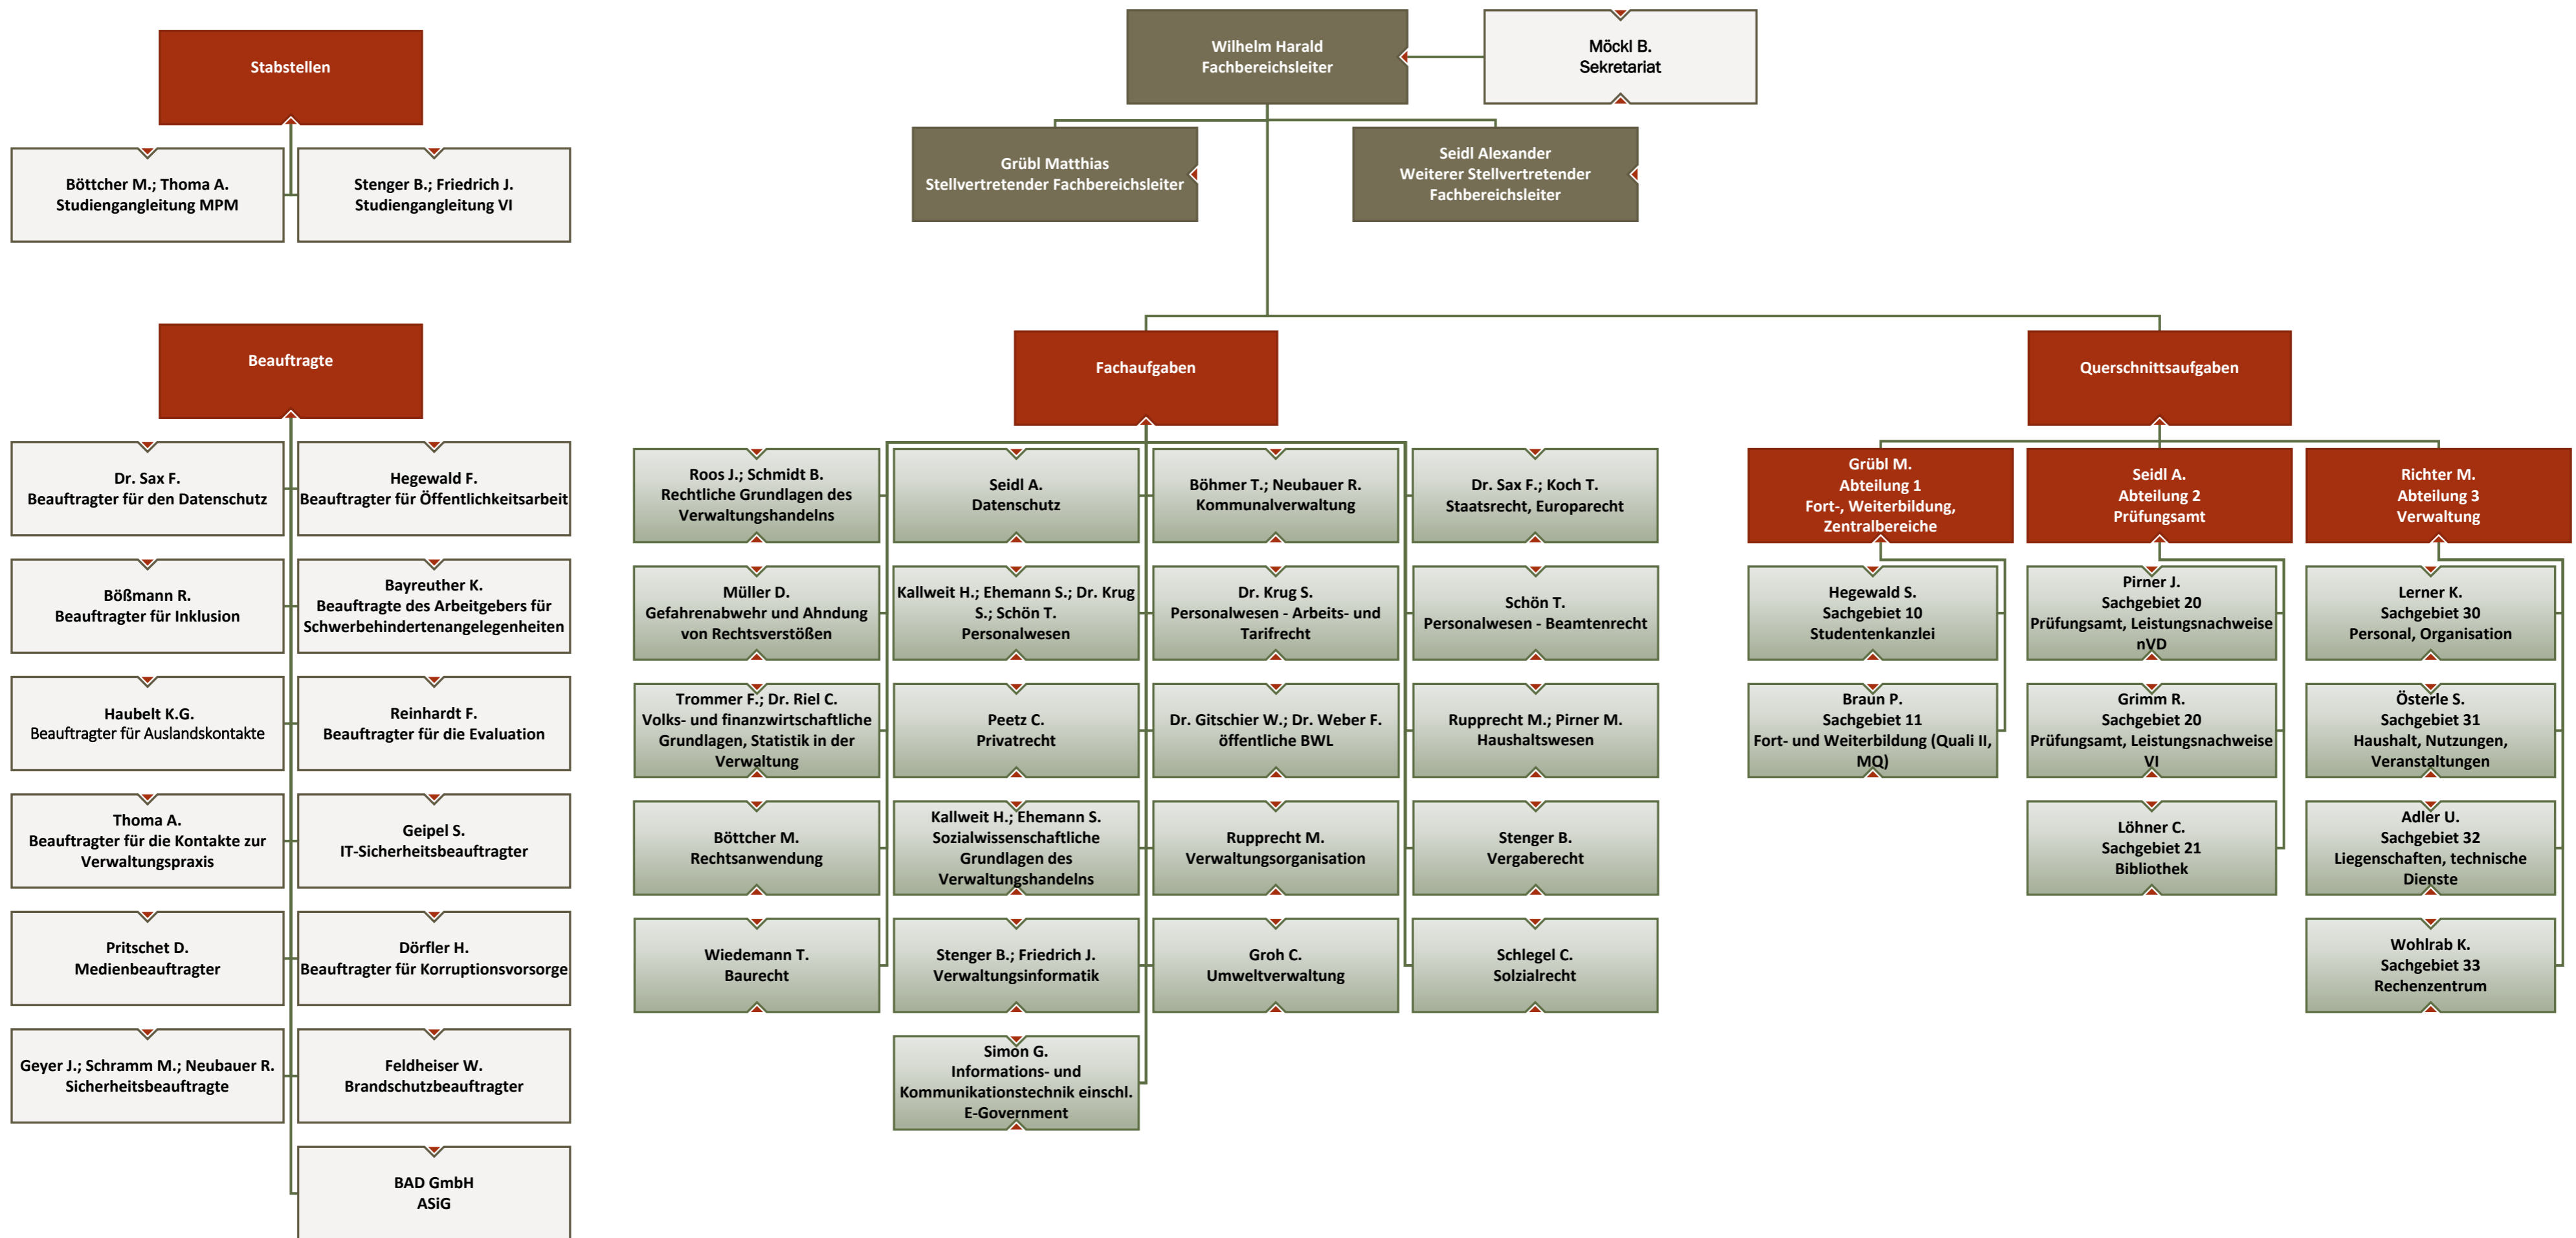 Stabstellen
Böttcher M.; Thoma A.
Studiengangleitung MPM
Stenger B.; Friedrich J.
Studiengangleitung VI
Wilhelm Harald
Fachbereichsleiter
Möckl B.
Sekretariat
Grübl Matthias
Stellvertretender Fachbereichsleiter
Seidl Alexander
Weiterer Stellvertretender
Fachbereichsleiter
Beauftragte
Dr. Sax F.
Beauftragter für den Datenschutz
Hegewald F.
Beauftragter für Öffentlichkeitsarbeit
Bößmann R.
Beauftragter für Inklusion
Bayreuther K.
Beauftragte des Arbeitgebers für
Schwerbehindertenangelegenheiten
Haubelt K.G.
Beauftragter für Auslandskontakte
Reinhardt F.
Beauftragter für die Evaluation
Thoma A.
Beauftragter für die Kontakte zur
Verwaltungspraxis
Geipel S.
IT-Sicherheitsbeauftragter
Pritschet D.
Medienbeauftragter
Dörfler H.
Beauftragter für Korruptionsvorsorge
Geyer J.; Schramm M.; Neubauer R.
Sicherheitsbeauftragte
Feldheiser W.
Brandschutzbeauftragter
BAD GmbH
ASiG
Fachaufgaben
Roos J.; Schmidt B.
Rechtliche Grundlagen des
Verwaltungshandelns
Seidl A.
Datenschutz
Böhmer T.; Neubauer R.
Kommunalverwaltung
Dr. Sax F.; Koch T.
Staatsrecht, Europarecht
Müller D.
Gefahrenabwehr und Ahndung
von Rechtsverstößen
Kallweit H.; Ehemann S.; Dr. Krug
S.; Schön T.
Personalwesen
Dr. Krug S.
Personalwesen - Arbeits- und
Tarifrecht
Schön T.
Personalwesen - Beamtenrecht
Trommer F.; Dr. Riel C.
Volks- und finanzwirtschaftliche
Grundlagen, Statistik in der
Verwaltung
Peetz C.
Privatrecht
Dr. Gitschier W.; Dr. Weber F.
öffentliche BWL
Rupprecht M.; Pirner M.
Haushaltswesen
Böttcher M.
Rechtsanwendung
Kallweit H.; Ehemann S.
Sozialwissenschaftliche
Grundlagen des
Verwaltungshandelns
Rupprecht M.
Verwaltungsorganisation
Stenger B.
Vergaberecht
Wiedemann T.
Baurecht
Stenger B.; Friedrich J.
Verwaltungsinformatik
Groh C.
Umweltverwaltung
Schlegel C.
Solzialrecht
Simon G.
Informations- und
Kommunikationstechnik einschl.
E-Government
Querschnittsaufgaben
Grübl M.
Abteilung 1
Fort-, Weiterbildung,
Zentralbereiche
Hegewald S.
Sachgebiet 10
Studentenkanzlei
Braun P.
Sachgebiet 11
Fort- und Weiterbildung (Quali II,
MQ)
Seidl A.
Abteilung 2
Prüfungsamt
Pirner J.
Sachgebiet 20
Prüfungsamt, Leistungsnachweise
nVD
Grimm R.
Sachgebiet 20
Prüfungsamt, Leistungsnachweise
VI
Löhner C.
Sachgebiet 21
Bibliothek
Richter M.
Abteilung 3
Verwaltung
Lerner K.
Sachgebiet 30
Personal, Organisation
Österle S.
Sachgebiet 31
Haushalt, Nutzungen,
Veranstaltungen
Adler U.
Sachgebiet 32
Liegenschaften, technische
Dienste
Wohlrab K.
Sachgebiet 33
Rechenzentrum